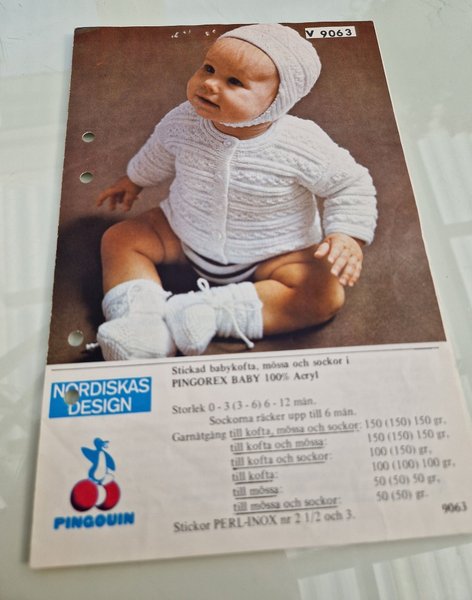 V 9063
Stickad babykofta, mössa och sockor i
PINGOREX BABY 100% Acryl
NORDISKAS
DESIGN
Storlek 0 - 3 (3 - 6) 6 - 12 mån.
Sockorna räcker upp till 6 mån.
Garnåtgång till kofta, mössa och sockor: 150 (150) 150 gr,
till kofta och mössa: 150 (150) 150 gr,
till kofta och sockor: 100 (150) gr,
till kofta: 100 (100) 100 gr,
till mössa: 50 (50) 50 gr,
till mössa och sockor: 50 (50) gr.
Stickor PERL-INOX nr 2 1/2 och 3.
9063
PINGOUIN